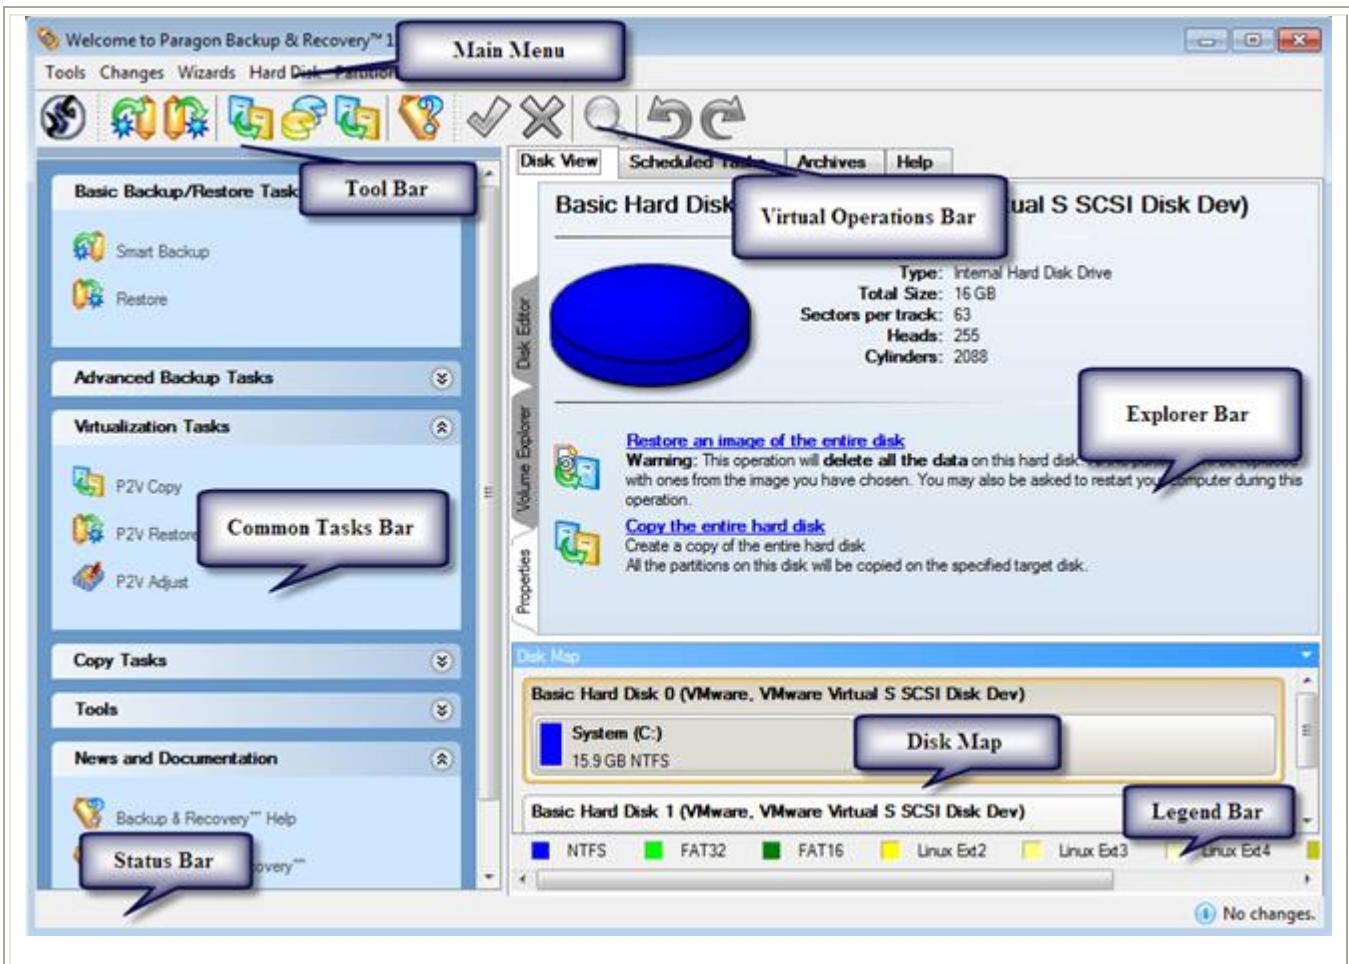 Welcome to Paragon Backup & Recovery™ 1
Main Menu
Tools Changes Wizards Hard Disk Partition
Tool Bar
Virtual Operations Bar
Basic Backup/Restore Task
Smart Backup
Restore
Advanced Backup Tasks
Virtualization Tasks
P2V Copy
P2V Restore
P2V Adjust
Common Tasks Bar
Copy Tasks
Tools
News and Documentation
Backup & Recovery™ Help
overy™
Status Bar
Disk View Scheduled Tasks Archives Help
Basic Hard Disk ual S SCSI Disk Dev)
Type: Internal Hard Disk Drive
Total Size: 16 GB
Sectors per track: 63
Heads: 255
Cylinders: 2088
Disk Editor
Volume Explorer
Properties
Explorer Bar
Restore an image of the entire disk
Warning: This operation will delete all the data on this hard disk.
with ones from the image you have chosen. You may also be asked to restart your computer during this
operation.
Copy the entire hard disk
Create a copy of the entire hard disk
All the partitions on this disk will be copied on the specified target disk.
Disk Map
Basic Hard Disk 0 (VMware, VMware Virtual S SCSI Disk Dev)
System (C:)
15.9 GB NTFS
Disk Map
Basic Hard Disk 1 (VMware, VMware Virtual S SCSI Disk Dev)
Legend Bar
NTFS FAT32 FAT16 Linux Ext2 Linux Ext3 Linux Ext4
No changes.